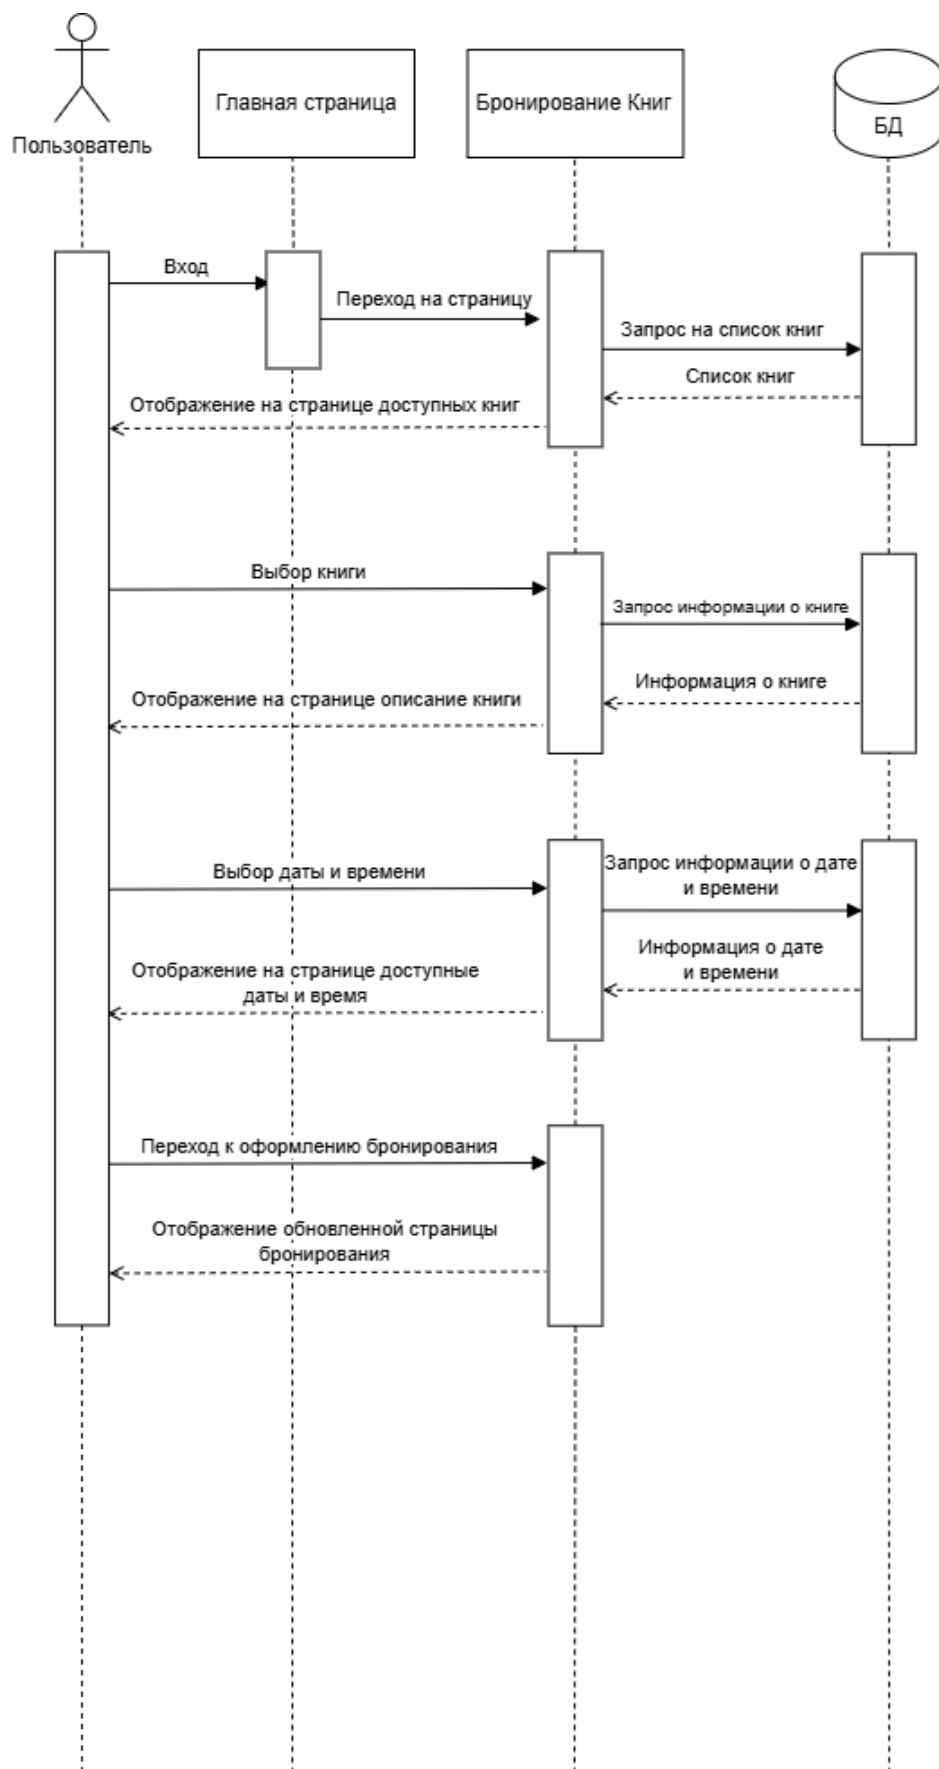 Пользователь
Главная страница
Бронирование Книг
БД
Вход
Переход на страницу
Запрос на список книг
Список книг
Отображение на странице доступных книг
Выбор книги
Запрос информации о книге
Информация о книге
Отображение на странице описание книги
Выбор даты и времени
Запрос информации о дате
и времени
Информация о дате
и времени
Отображение на странице доступные
даты и время
Переход к оформлению бронирования
Отображение обновленной страницы
бронирования